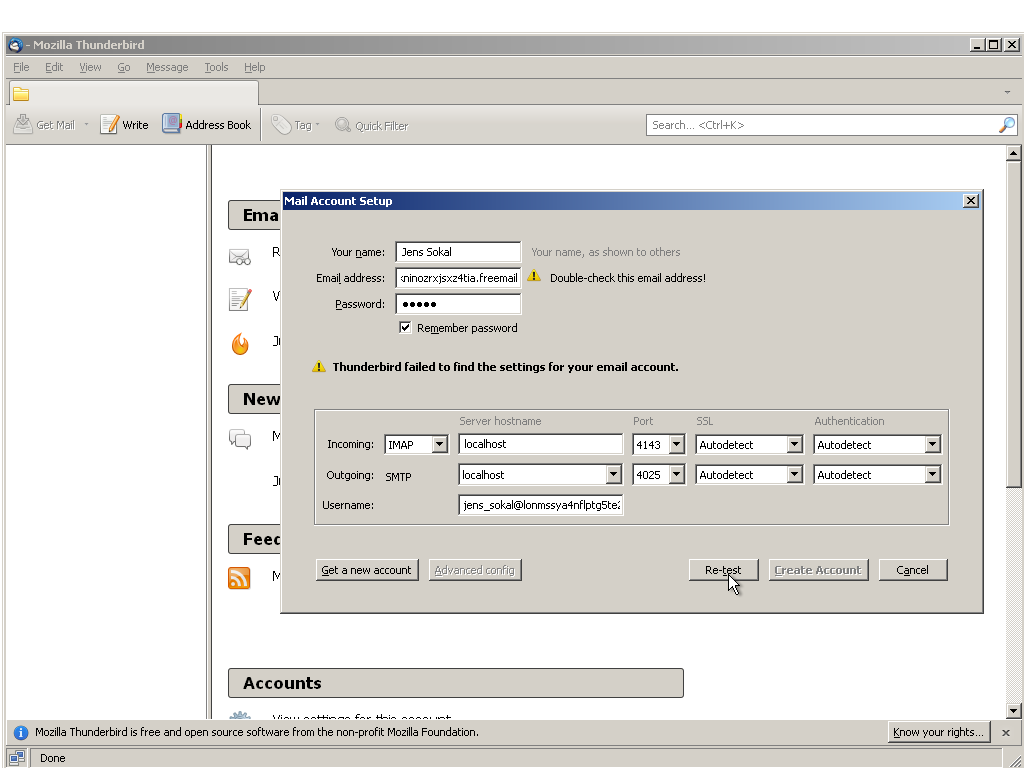 - Mozilla Thunderbird
File Edit View Go Message Tools Help
Get Mail Write Address Book Tag Quick Filter Search... <Ctrl+K>
Mail Account Setup
Ema
Your name: Jens Sokal Your name, as shown to others
Email address: ninozrxjsxz4tia.freemail Double-check this email address!
Password:
Remember password
Thunderbird failed to find the settings for your email account.
New
Server hostname Port SSL Authentication
Incoming: IMAP localhost 4143 Autodetect Autodetect
Outgoing: SMTP localhost 4025 Autodetect Autodetect
Username: jens_sokal@lonmssya4nflptg5te
Feed
Get a new account Advanced config Re-test Create Account Cancel
Accounts
View settings for this account
Mozilla Thunderbird is free and open source software from the non-profit Mozilla Foundation. Know your rights...
Done